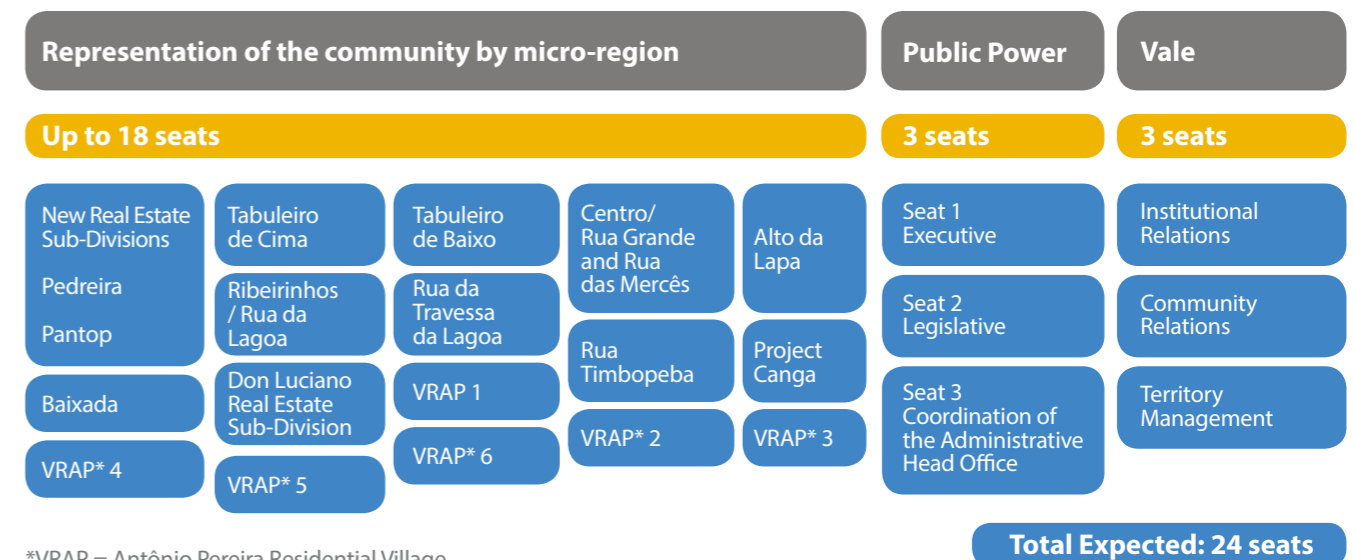 Representation of the community by micro-region
Public Power
Vale
Up to 18 seats
3 seats
3 seats
New Real Estate
Sub-Divisions
Pedreira
Pantop
Baixada
VRAP* 4
Tabuleiro
de Cima
Ribeirinhos
/ Rua da
Lagoa
Don Luciano
Real Estate
Sub-Division
VRAP* 5
Tabuleiro
de Baixo
Rua da
Travessa
da Lagoa
VRAP 1
VRAP* 6
Centro/
Rua Grande
and Rua
das Mercês
Rua
Timbopeba
VRAP* 2
Alto da
Lapa
Project
Canga
VRAP* 3
Seat 1
Executive
Seat 2
Legislative
Seat 3
Coordination of
the Administrative
Head Office
Institutional
Relations
Community
Relations
Territory
Management
Total Expected: 24 seats
*VRAP = Antônio Pereira Residential Village